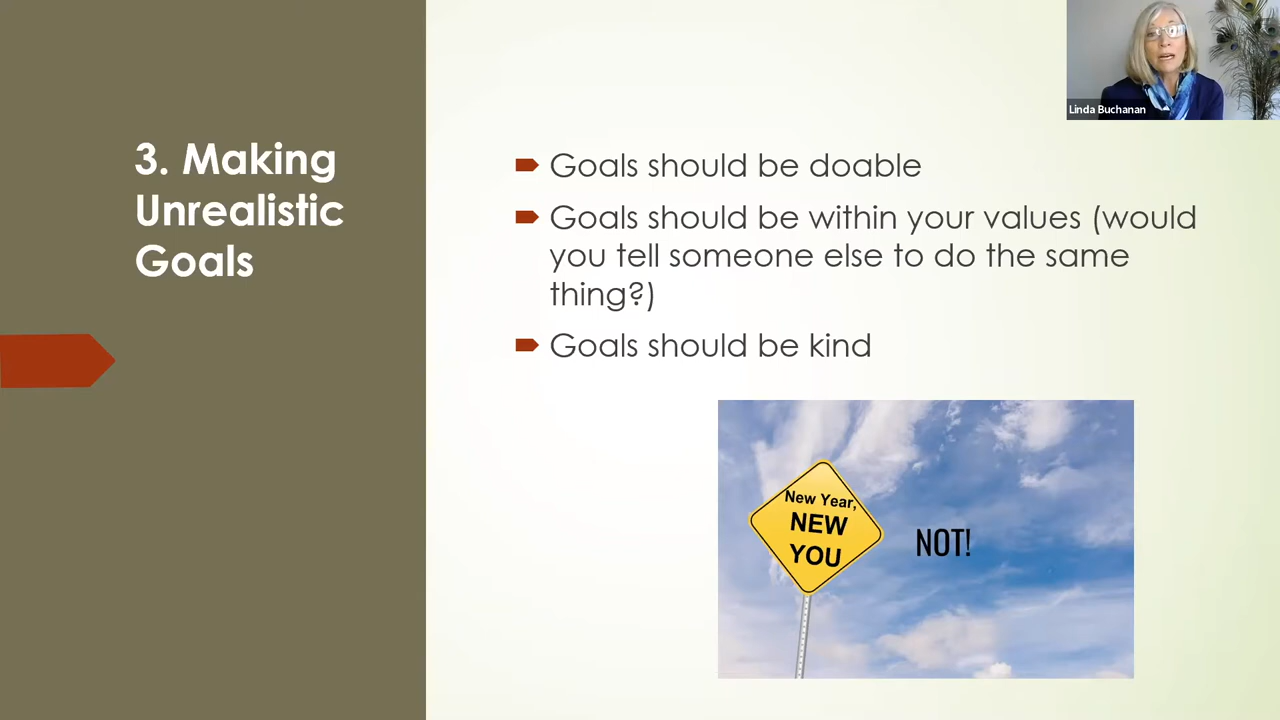 3. Making
Unrealistic
Goals
Goals should be doable
Goals should be within your values (would
you tell someone else to do the same
thing?)
Goals should be kind
New Year,
NEW
YOU
NOT!
Linda Buchanan